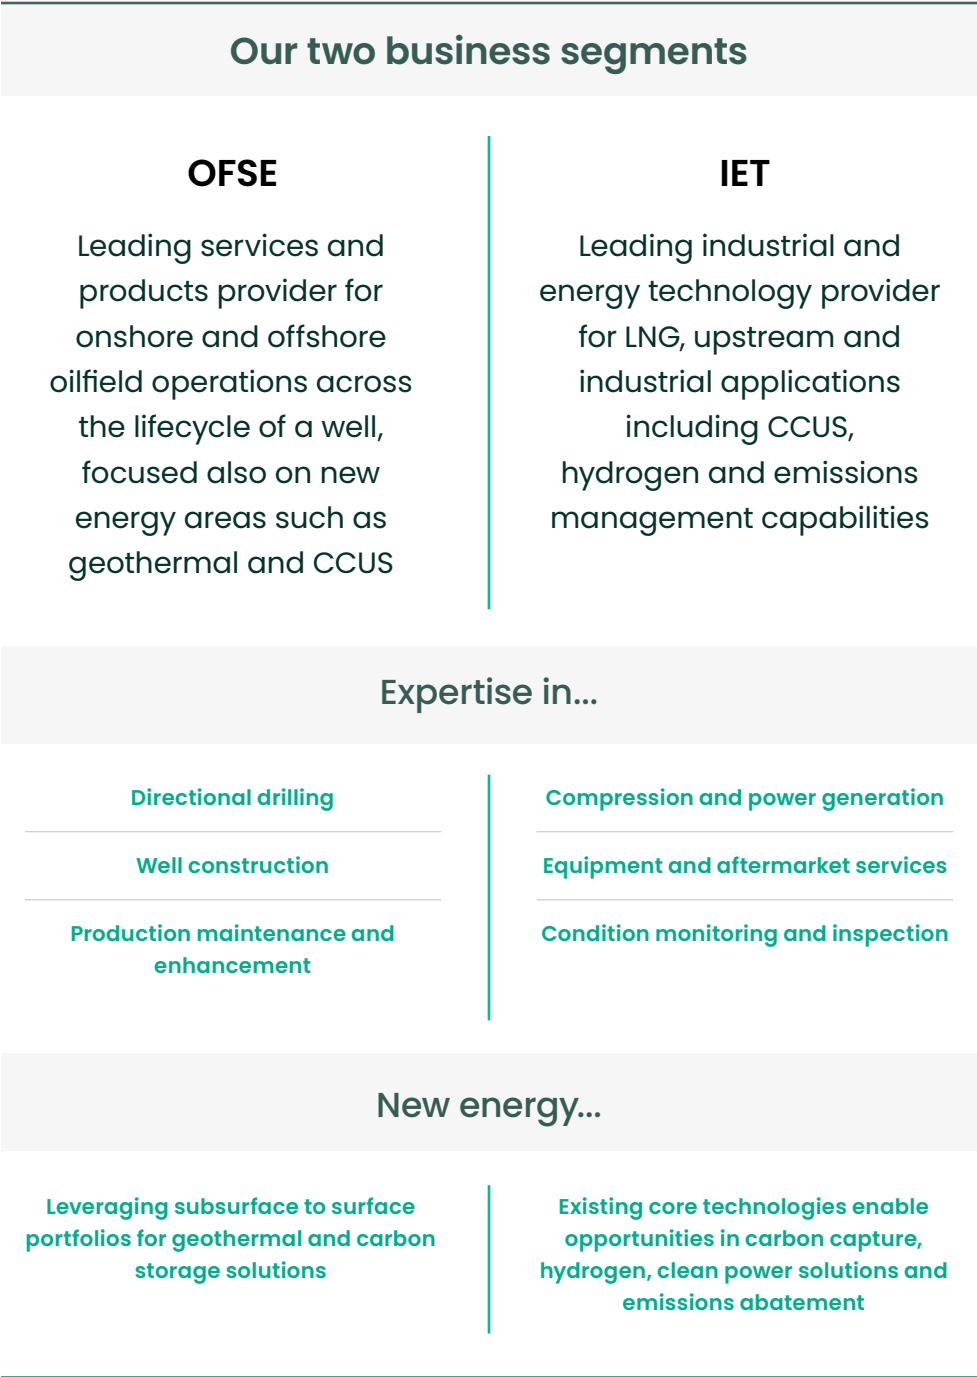 Our two business segments
OFSE
Leading services and
products provider for
onshore and offshore
oilfield operations across
the lifecycle of a well,
focused also on new
energy areas such as
geothermal and CCUS
IET
Leading industrial and
energy technology provider
for LNG, upstream and
industrial applications
including CCUS,
hydrogen and emissions
management capabilities
Expertise in...
Directional drilling
Well construction
Production maintenance and
enhancement
Compression and power generation
Equipment and aftermarket services
Condition monitoring and inspection
New energy...
Leveraging subsurface to surface
portfolios for geothermal and carbon
storage solutions
Existing core technologies enable
opportunities in carbon capture,
hydrogen, clean power solutions and
emissions abatement